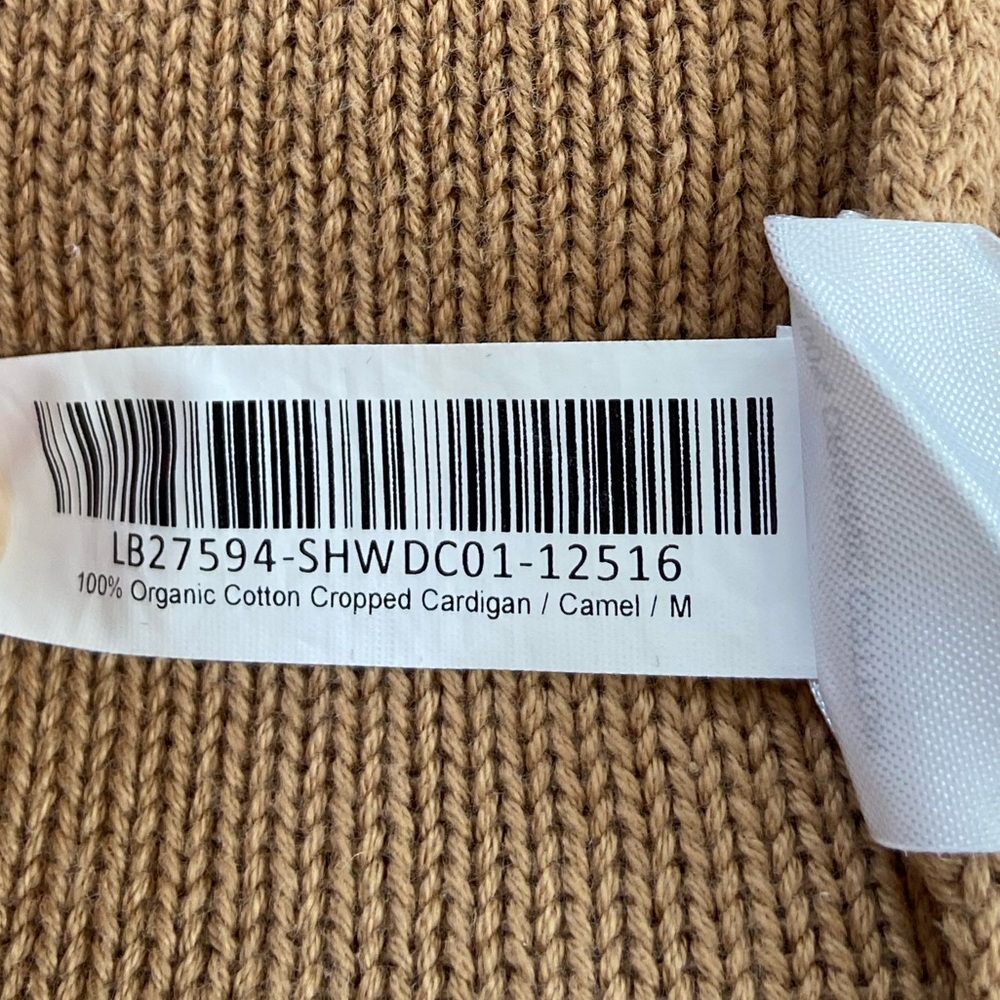 LB27594-SHWDC01-12516
100% Organic Cotton Cropped Cardigan / Camel / M